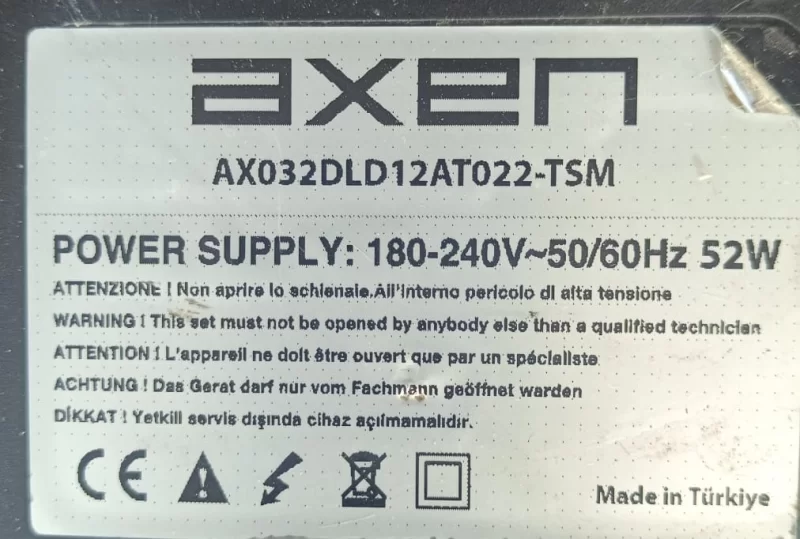 axen
AX032DLD12AT022-TSM
POWER SUPPLY: 180-240V~50/60Hz 52W
ATTENZIONE ! Non aprire lo schienale.All'interno pericolo di alta tensione
WARNING ! This set must not be opened by anybody else than a qualified technician
ATTENTION ! L'appareil ne doit être ouvert que par un spécialiste
ACHTUNG ! Das Gerat darf nur vom Fachmann geöffnet warden
DİKKAT ! Yetkili servis dışında cihaz açılmamalıdır.
CE
Made in Türkiye